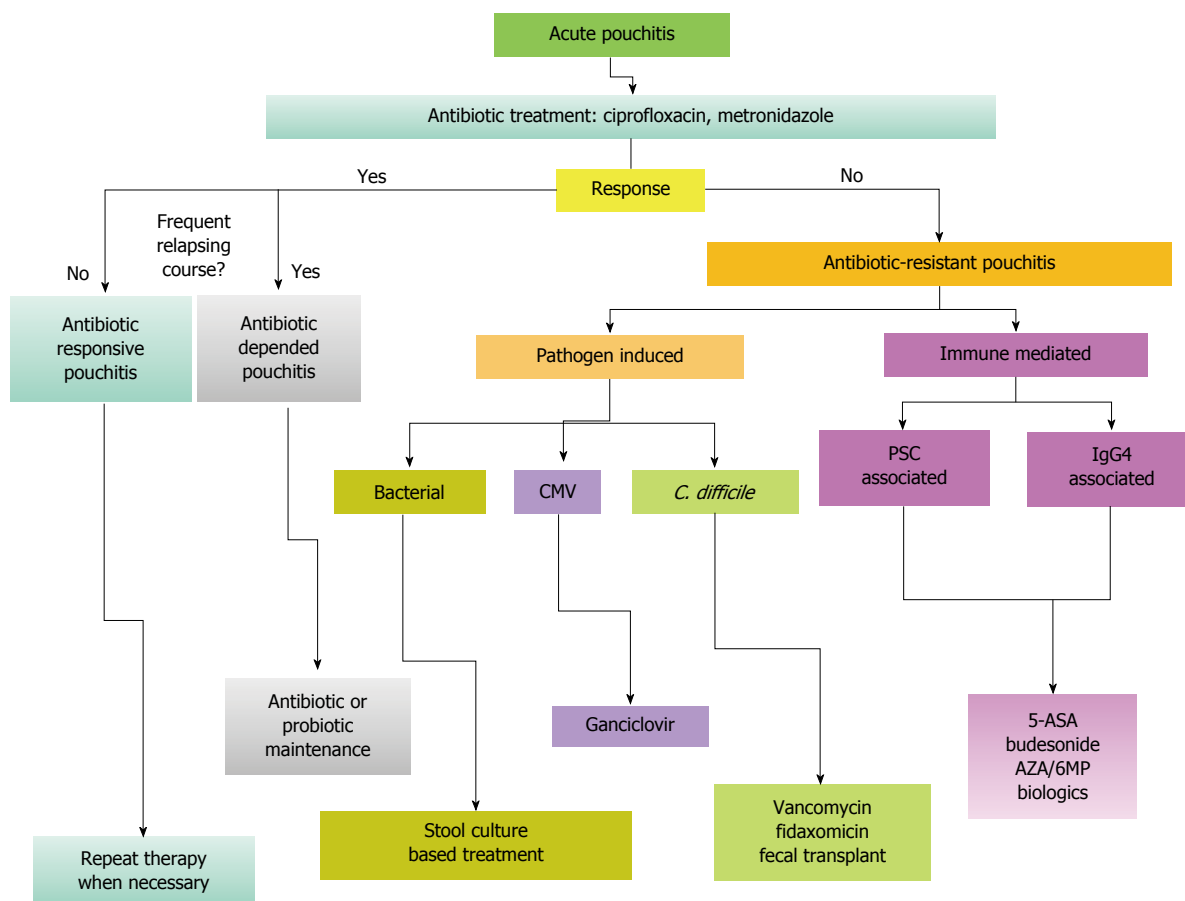 Acute pouchitis
Antibiotic treatment: ciprofloxacin, metronidazole
Response
Yes
No
Frequent
relapsing
course?
No
Yes
Antibiotic-resistant pouchitis
Antibiotic
responsive
pouchitis
Antibiotic
depended
pouchitis
Pathogen induced
Immune mediated
Bacterial
CMV
C. difficile
PSC
associated
IgG4
associated
Antibiotic or
probiotic
maintenance
Ganciclovir
5-ASA
budesonide
AZA/6MP
biologics
Repeat therapy
when necessary
Stool culture
based treatment
Vancomycin
fidaxomicin
fecal transplant